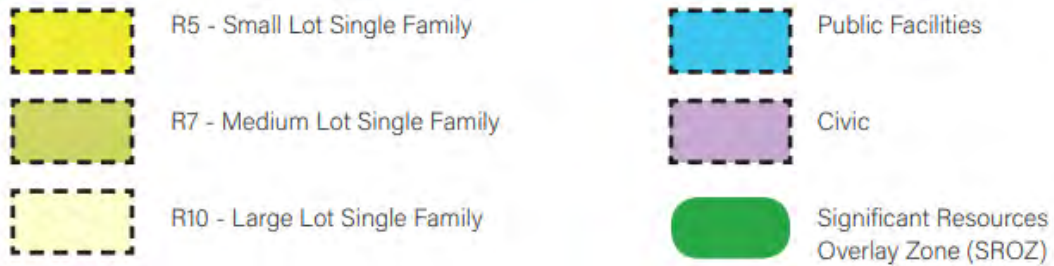 R5 - Small Lot Single Family
R7 - Medium Lot Single Family
R10 - Large Lot Single Family
Public Facilities
Civic
Significant Resources
Overlay Zone (SROZ)